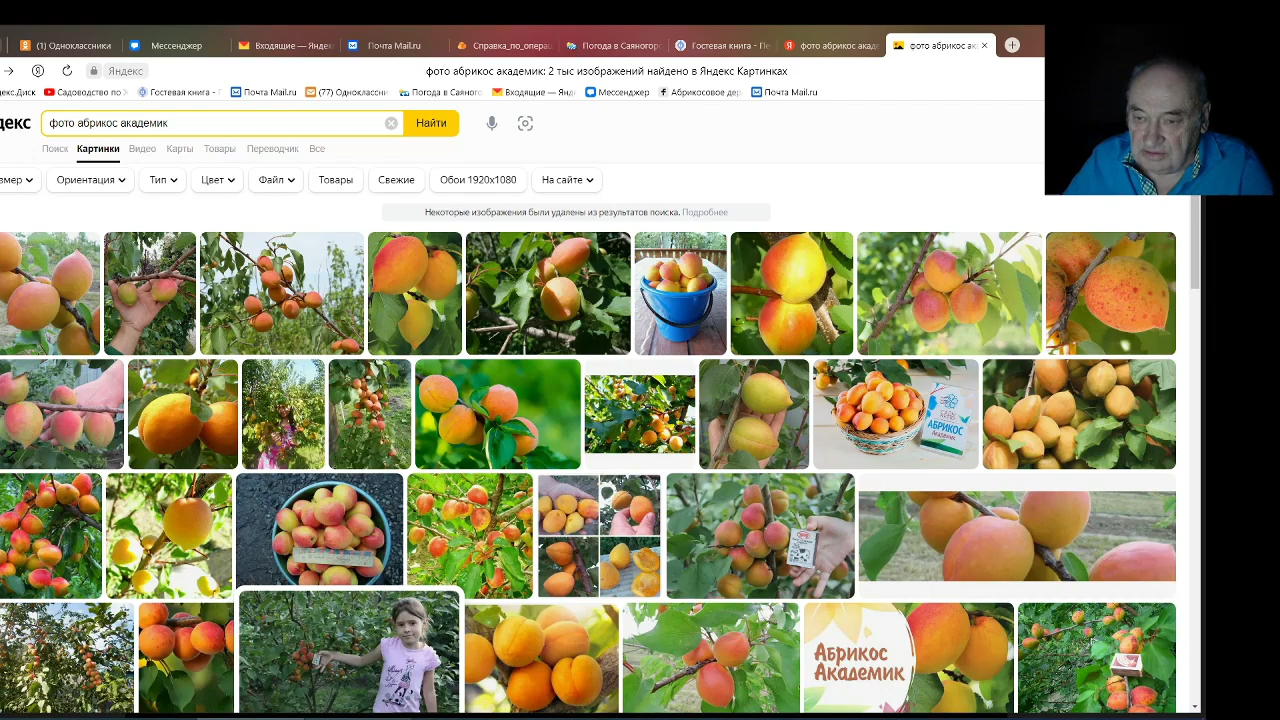 (1) Одноклассники
Мессенджер
Входящие — Яндек
Почта Mail.ru
Справка_по_опера
Погода в Саяногор
Гостевая книга - Пе
фото абрикос акаде
фото абрикос ак
Яндекс
фото абрикос академик: 2 тыс изображений найдено в Яндекс Картинках
екс.Диск
Садоводство по
Гостевая книга - Г
Почта Mail.ru
(77) Одноклассни
Погода в Саяного
Входящие — Янд
Мессенджер
Абрикосовое дер
Почта Mail.ru
декс
фото абрикос академик
Найти
Поиск
Картинки
Видео
Карты
Товары
Переводчик
Все
змер
Ориентация
Тип
Цвет
Файл
Товары
Свежие
Обои 1920x1080
На сайте
Некоторые изображения были удалены из результатов поиска. Подробнее
АБРИКОС
Академик
Абрикос
Академик